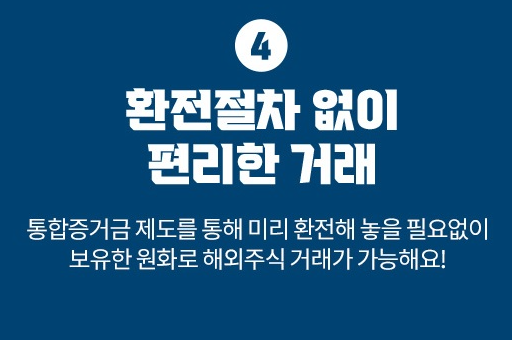 4
환전절차 없이
편리한 거래
통합증거금 제도를 통해 미리 환전해 놓을 필요없이
보유한 원화로 해외주식 거래가 가능해요!